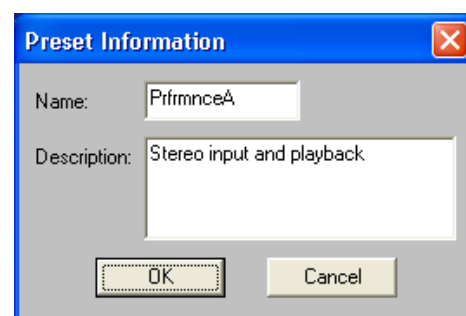 Preset Information
Name: PrfrmnceA
Description: Stereo input and playback
OK Cancel